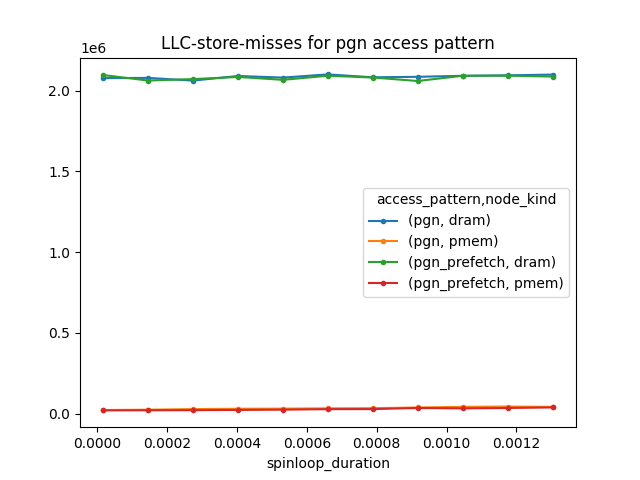 LLC-store-misses for pgn access pattern
1e6
2.0
1.5
1.0
0.5
0.0
access_pattern,node_kind
(pgn, dram)
(pgn, pmem)
(pgn_prefetch, dram)
(pgn_prefetch, pmem)
0.0000 0.0002 0.0004 0.0006 0.0008 0.0010 0.0012
spinloop_duration